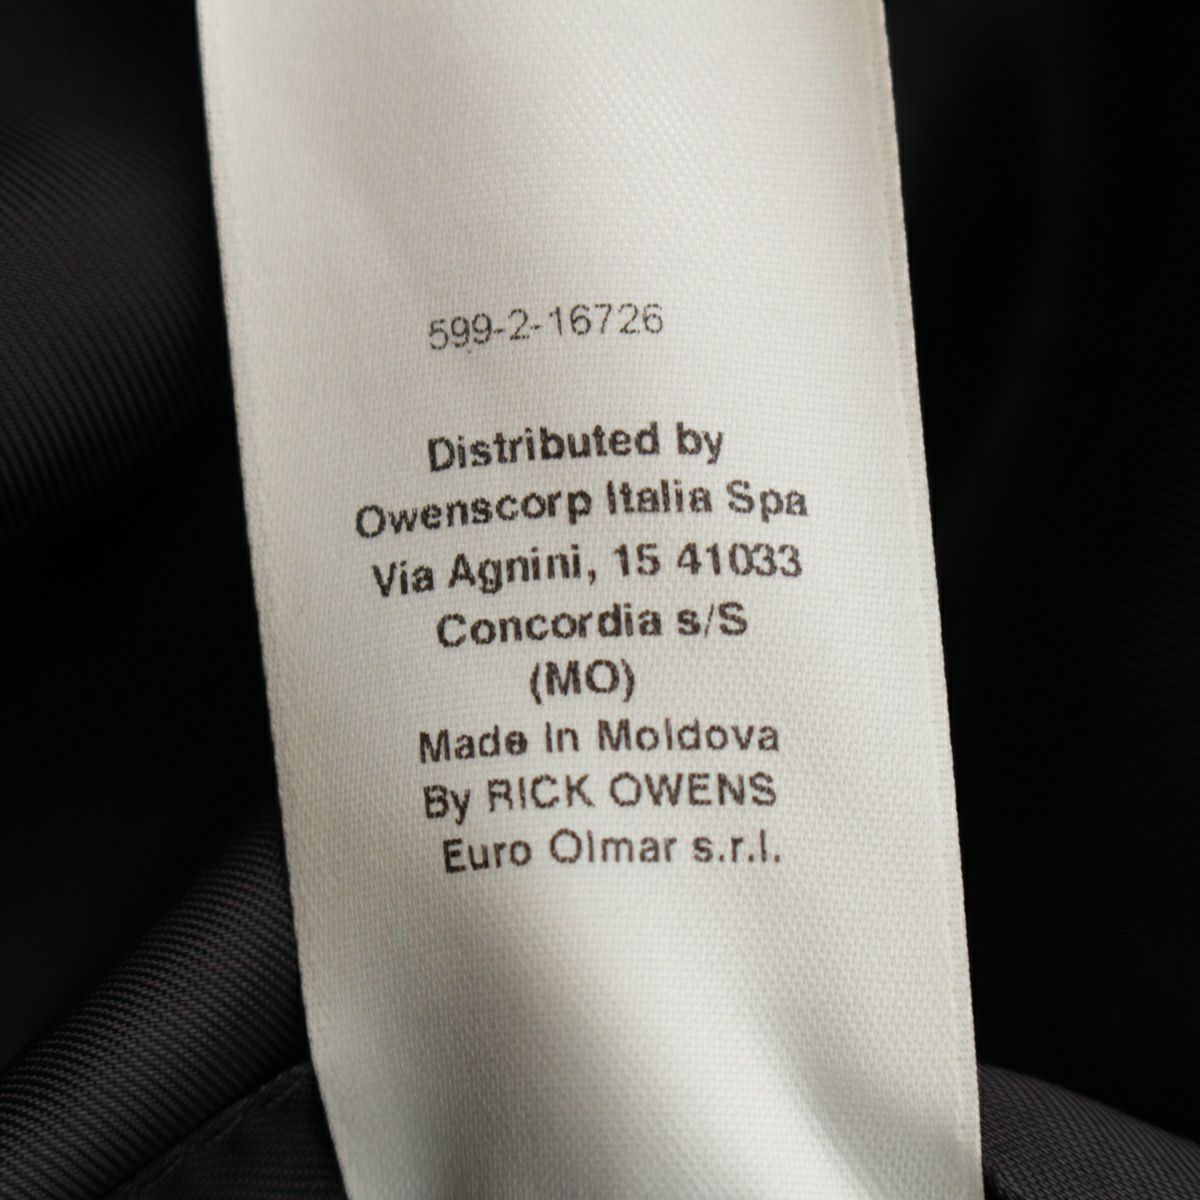 599-2-16726
Distributed by
Owenscorp Italia Spa
Via Agnini, 15 41033
Concordia s/S
(MO)
Made In Moldova
By RICK OWENS
Euro Olmar s.r.l.